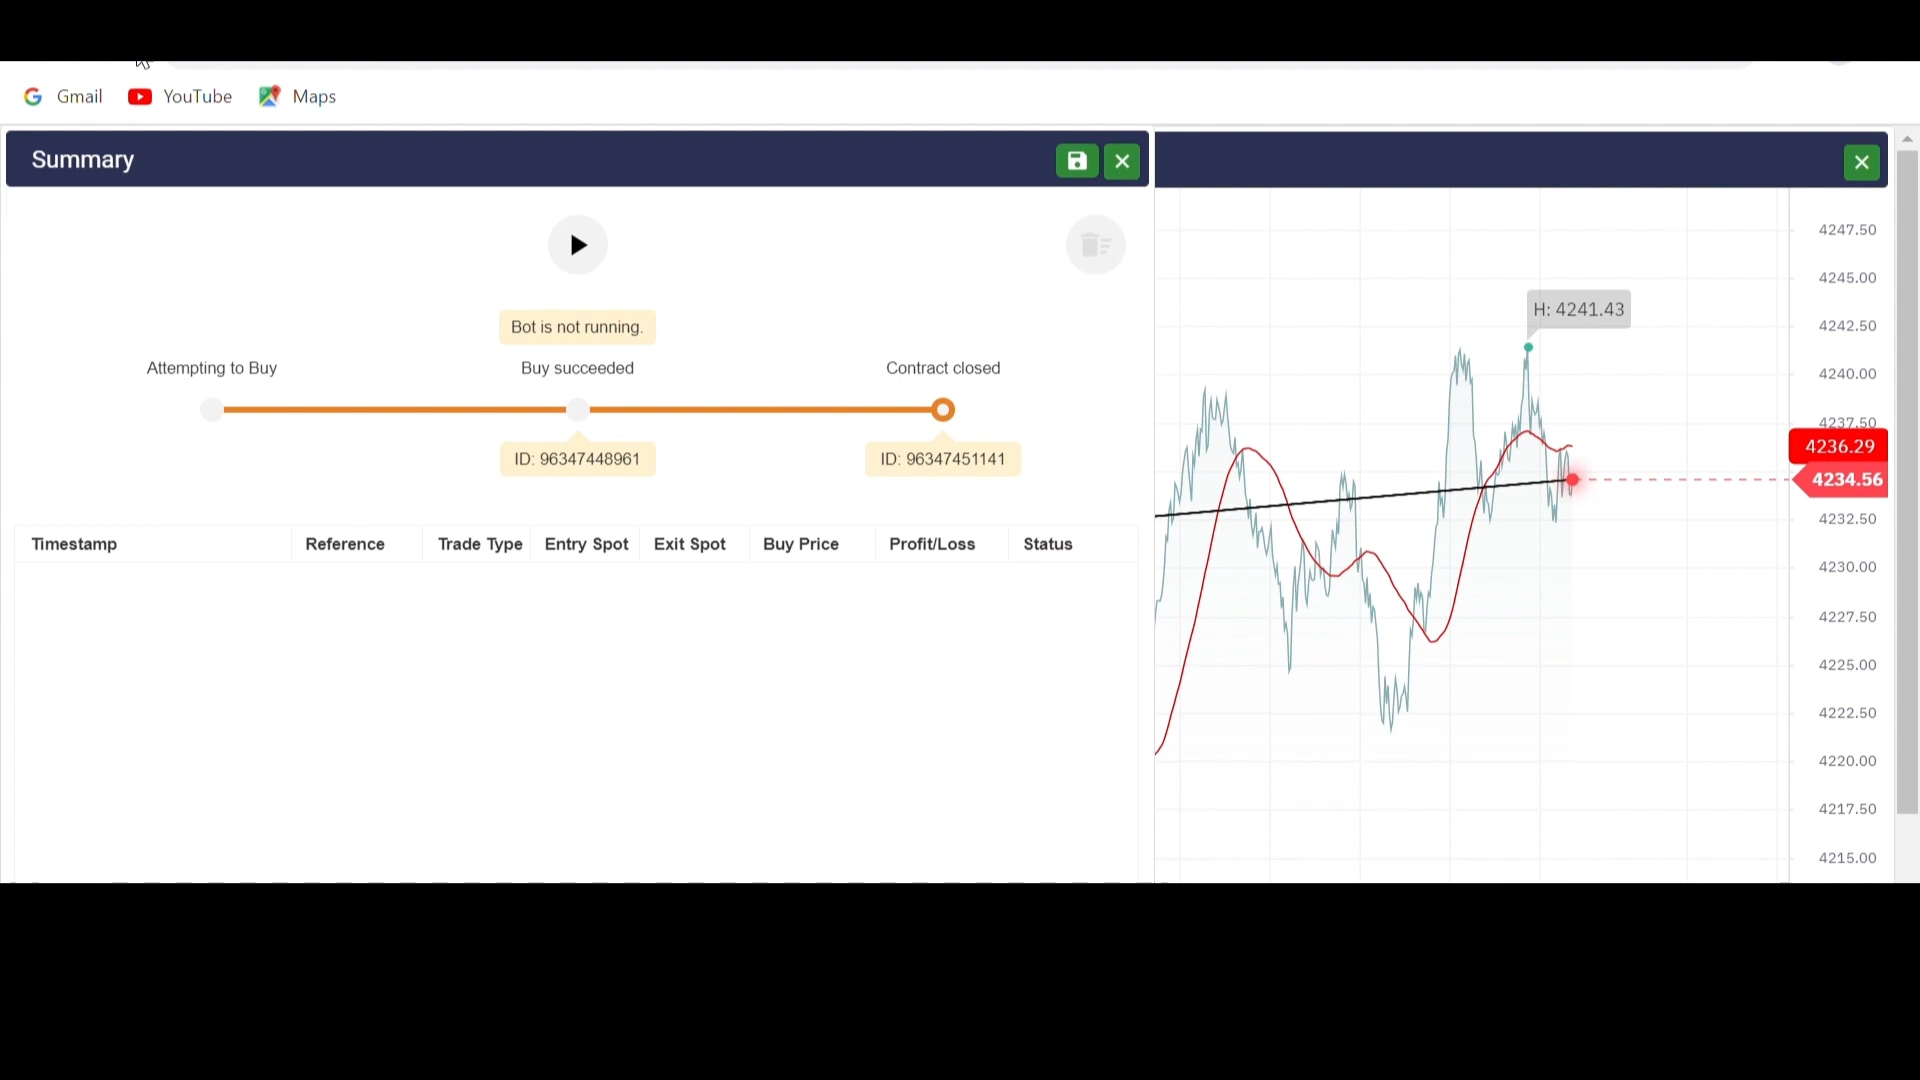 Gmail YouTube Maps
Summary
Bot is not running.
Attempting to Buy Buy succeeded Contract closed
ID: 96347448961 ID: 96347451141
Timestamp Reference Trade Type Entry Spot Exit Spot Buy Price Profit/Loss Status
4247.50
4245.00
H: 4241.43
4242.50
4240.00
4237.50
4236.29
4234.56
4232.50
4230.00
4227.50
4225.00
4222.50
4220.00
4217.50
4215.00